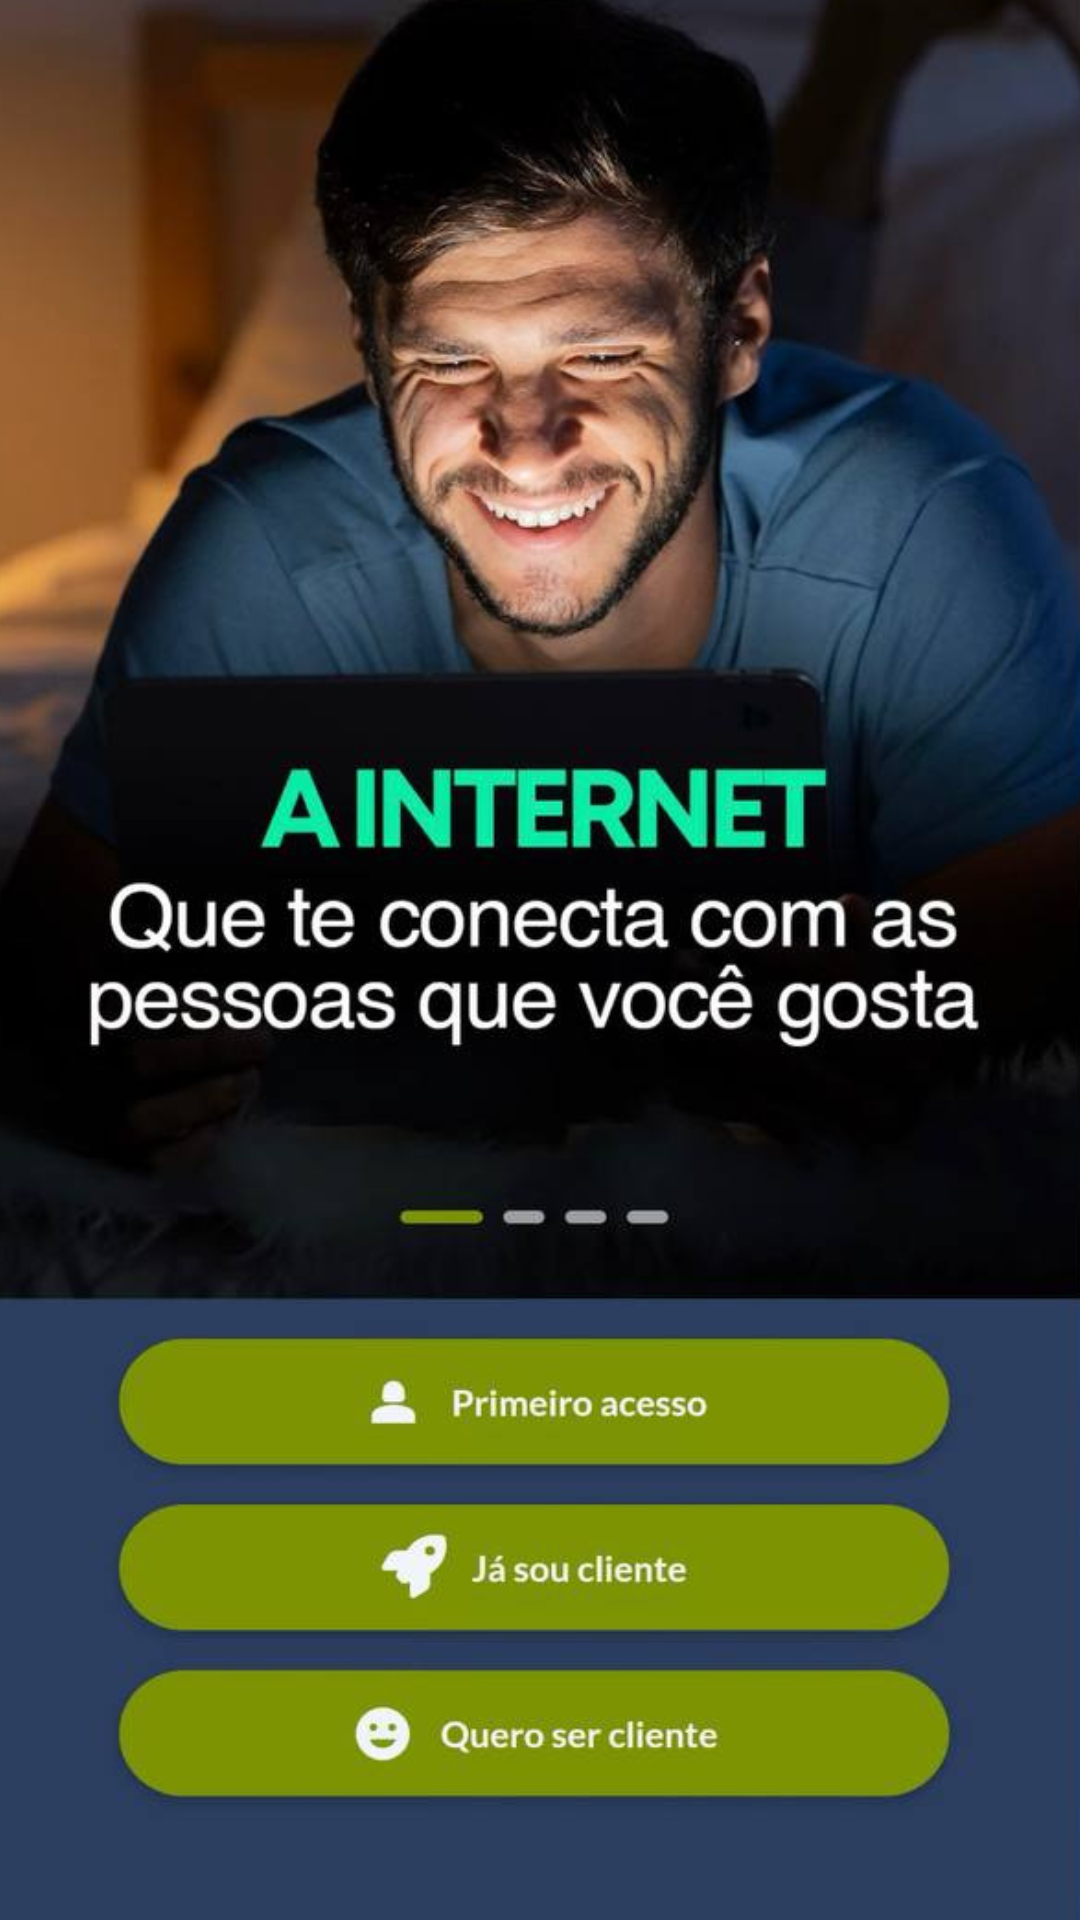 A INTERNET
Que te conecta com as
pessoas que você gosta
Primeiro acesso
Já sou cliente
Quero ser cliente